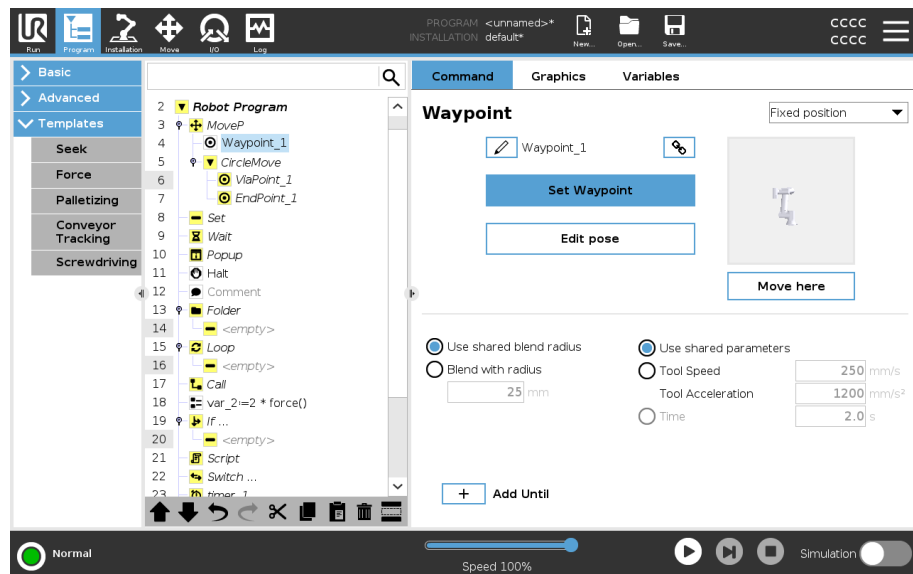 PROGRAM <unnamed>*
INSTALLATION default*
CCCC
CCCC
Run Program Installation Move I/O Log New... Open... Save...
Basic
Advanced
Templates
Seek
Force
Palletizing
Conveyor
Tracking
Screwdriving
2 Robot Program
3 MoveP
4 Waypoint_1
5 CircleMove
6 ViaPoint_1
7 EndPoint_1
8 Set
9 Wait
10 Popup
11 Halt
12 Comment
13 Folder
14 <empty>
15 Loop
16 <empty>
17 Call
18 var_2:=2 * force()
19 If ...
20 <empty>
21 Script
22 Switch ...
23 timer_1
Command Graphics Variables
Waypoint
Fixed position
Waypoint_1
Set Waypoint
Edit pose
Move here
Use shared blend radius
Blend with radius
25 mm
Use shared parameters
Tool Speed 250 mm/s
Tool Acceleration 1200 mm/s²
Time 2.0 s
+ Add Until
Normal
Speed 100%
Simulation